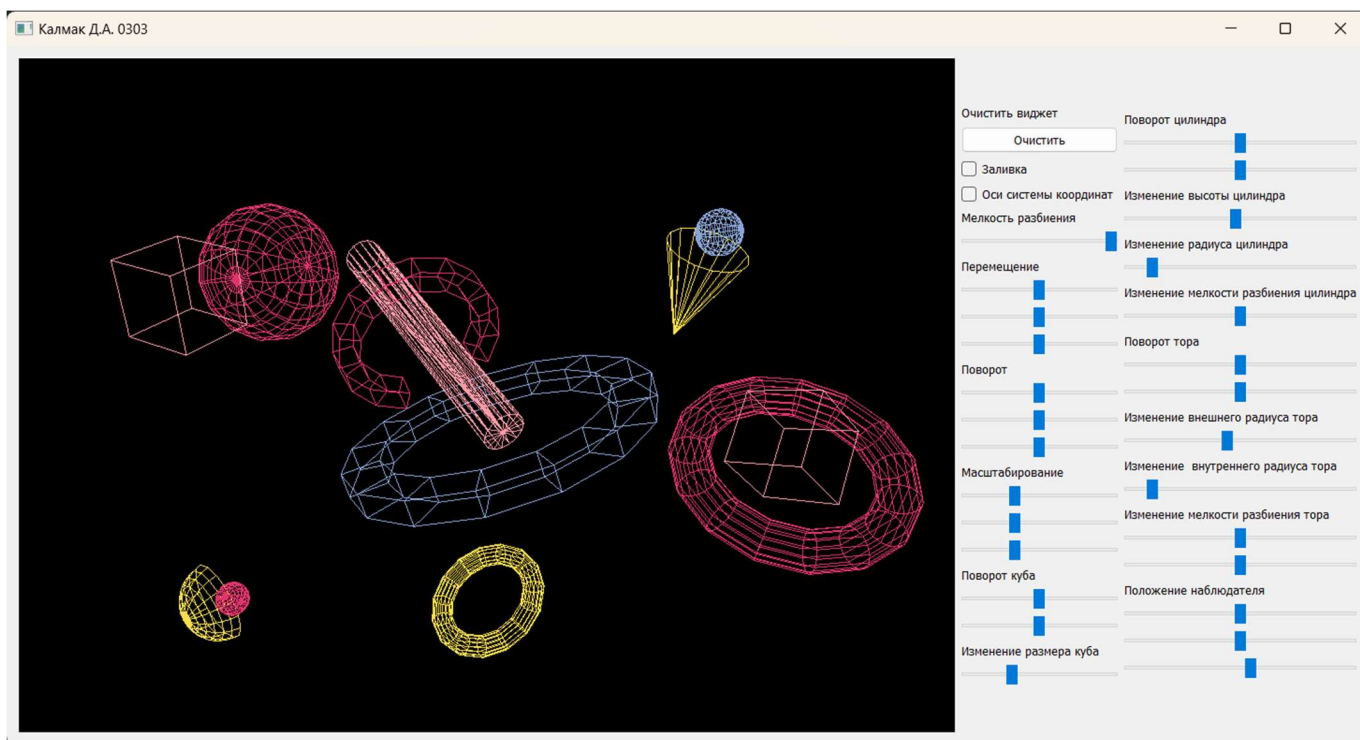 Калмак Д.А. 0303
Очистить виджет
Очистить
Заливка
Оси системы координат
Мелкость разбиения
Перемещение
Поворот
Масштабирование
Поворот куба
Изменение размера куба
Поворот цилиндра
Изменение высоты цилиндра
Изменение радиуса цилиндра
Изменение мелкости разбиения цилиндра
Поворот тора
Изменение внешнего радиуса тора
Изменение внутреннего радиуса тора
Изменение мелкости разбиения тора
Положение наблюдателя